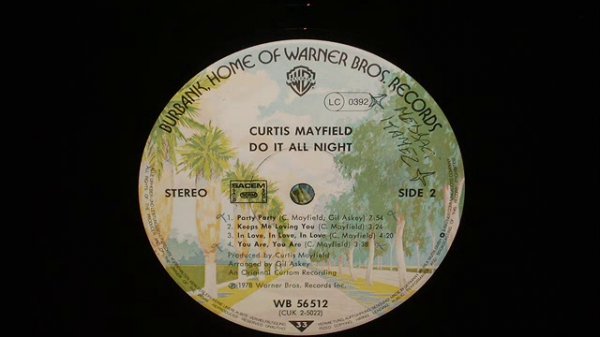 BURBANK, HOME OF WARNER BROS. RECORDS
LC 0392
CURTIS MAYFIELD
DO IT ALL NIGHT
STEREO
SACEM
SIDE 2
1. Party Party (C. Mayfield; Gil Askey) 7:54
2. Keeps Me Loving You (C. Mayfield) 3:24
3. In Love, In Love, In Love (C. Mayfield) 4:20
4. You Are, You Are (C. Mayfield) 3:38
Produced by Curtis Mayfield
Arranged by Gil Askey
An Original Curtom Recording
℗ 1978 Warner Bros. Records Inc.
WB 56512
(CUK 2-5022)
33